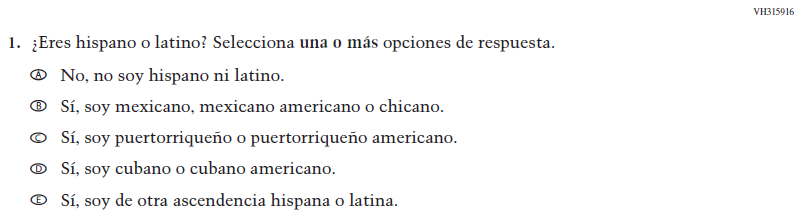 VH315916
1. ¿Eres hispano o latino? Selecciona una o más opciones de respuesta.
A No, no soy hispano ni latino.
B Sí, soy mexicano, mexicano americano o chicano.
C Sí, soy puertorriqueño o puertorriqueño americano.
D Sí, soy cubano o cubano americano.
E Sí, soy de otra ascendencia hispana o latina.